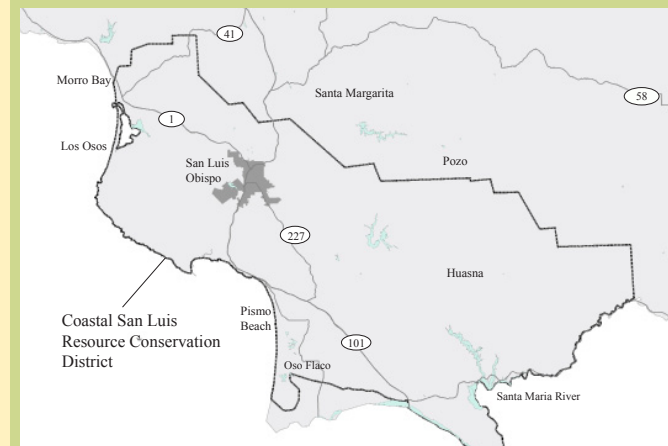 41
Morro Bay
Santa Margarita
58
1
Los Osos
San Luis
Obispo
Pozo
227
Huasna
Coastal San Luis
Resource Conservation
District
Pismo
Beach
101
Oso Flaco
Santa Maria River